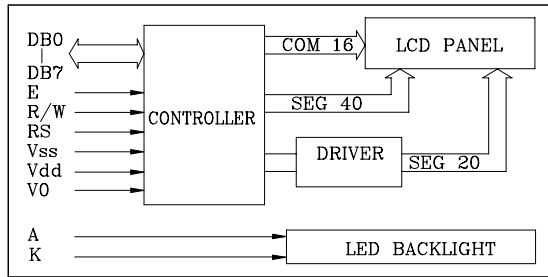 DB0
|
DB7
E
R/W
RS
Vss
Vdd
V0
A
K
CONTROLLER
COM 16
SEG 40
DRIVER
SEG 20
LCD PANEL
LED BACKLIGHT